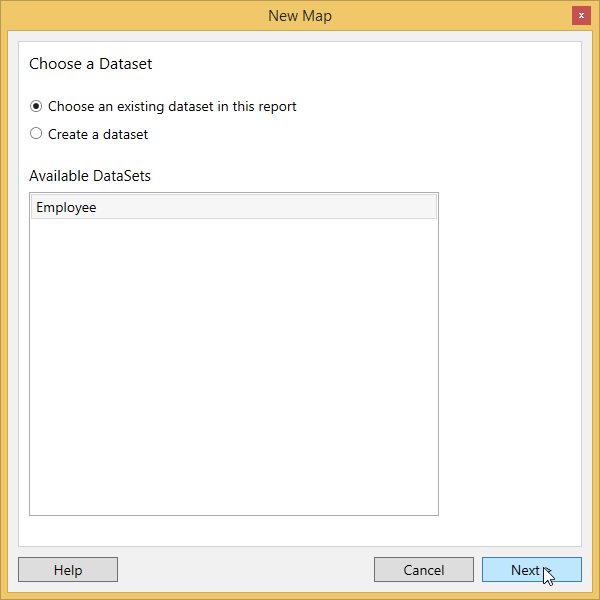 New Map
x
Choose a Dataset
Choose an existing dataset in this report
Create a dataset
Available DataSets
Employee
Help
Cancel
Next